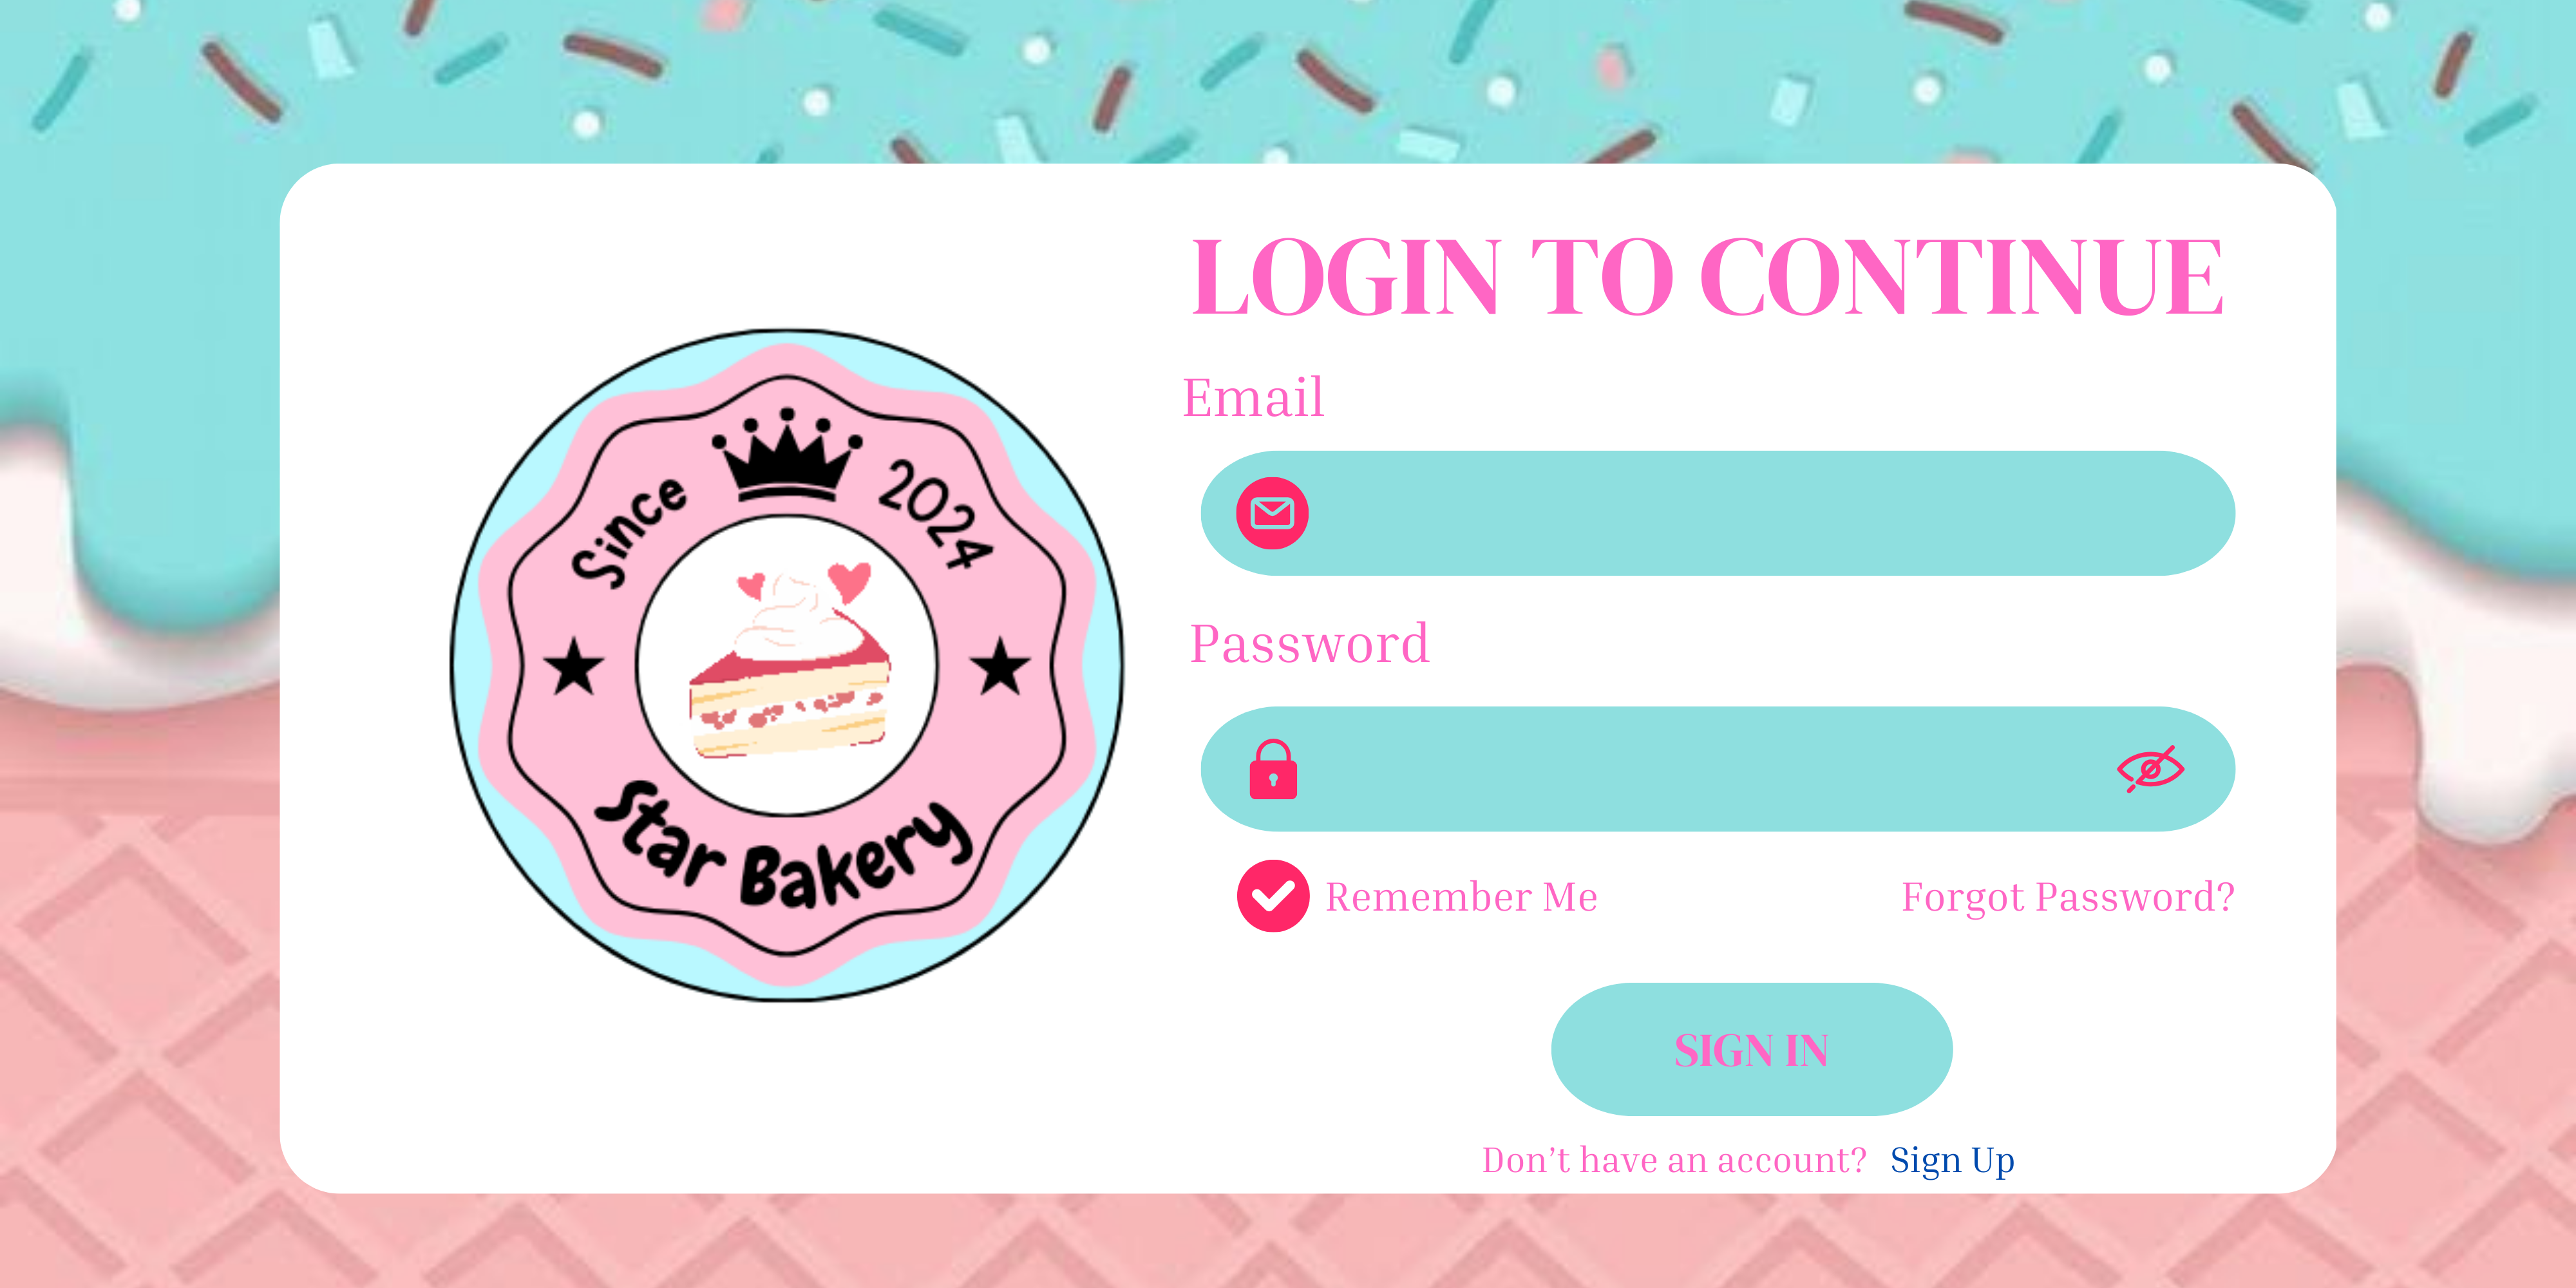 LOGIN TO CONTINUE
Since 2024
Star Bakery
Email
Password
Remember Me
Forgot Password?
SIGN IN
Don’t have an account? Sign Up